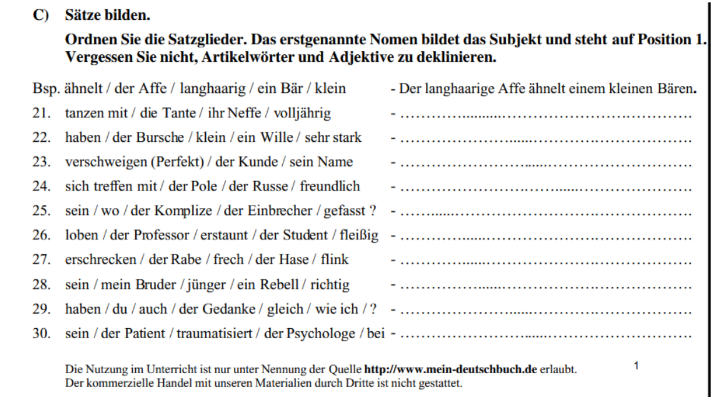 C) Sätze bilden.
Ordnen Sie die Satzglieder. Das erstgenannte Nomen bildet das Subjekt und steht auf Position 1.
Vergessen Sie nicht, Artikelwörter und Adjektive zu deklinieren.
Bsp. ähnelt / der Affe / langhaarig / ein Bär / klein - Der langhaarige Affe ähnelt einem kleinen Bären.
21. tanzen mit / die Tante / ihr Neffe / volljährig - ………………………………………………
22. haben / der Bursche / klein / ein Wille / sehr stark - ………………………………………………
23. verschweigen (Perfekt) / der Kunde / sein Name - ………………………………………………
24. sich treffen mit / der Pole / der Russe / freundlich - ………………………………………………
25. sein / wo / der Komplize / der Einbrecher / gefasst ? - ………………………………………………
26. loben / der Professor / erstaunt / der Student / fleißig - ………………………………………………
27. erschrecken / der Rabe / frech / der Hase / flink - ………………………………………………
28. sein / mein Bruder / jünger / ein Rebell / richtig - ………………………………………………
29. haben / du / auch / der Gedanke / gleich / wie ich / ? - ………………………………………………
30. sein / der Patient / traumatisiert / der Psychologe / bei - ………………………………………………
Die Nutzung im Unterricht ist nur unter Nennung der Quelle http://www.mein-deutschbuch.de erlaubt. 1
Der kommerzielle Handel mit unseren Materialien durch Dritte ist nicht gestattet.